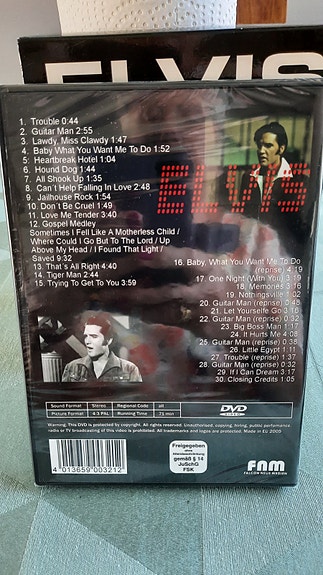 ELVIS
1. Trouble 0:44
2. Guitar Man 2:55
3. Lawdy, Miss Clawdy 1:47
4. Baby What You Want Me To Do 1:52
5. Heartbreak Hotel 1:04
6. Hound Dog 1:44
7. All Shook Up 1:35
8. Can´t Help Falling In Love 2:48
9. Jailhouse Rock 1:54
10. Don´t Be Cruel 1:49
11. Love Me Tender 3:40
12. Gospel Medley
Sometimes I Fell Like A Motherless Child /
Where Could I Go But To The Lord / Up
Above My Head / I Found That Light /
Saved 9:32
13. That´s All Right 4:40
14. Tiger Man 2:44
15. Trying To Get To You 3:59
ELVIS
16. Baby, What You Want Me To Do
(reprise) 4:19
17. One Night (With You) 3:19
18. Memories 3:16
19. Nothingsville 1:02
20. Guitar Man (reprise) 0:48
21. Let Yourselfe Go 3:16
22. Guitar Man (reprise) 0:32
23. Big Boss Man 1:17
24. It Hurts Me 4:08
25. Guitar Man (reprise) 0:38
26. Little Egypt 1:11
27. Trouble (reprise) 1:37
28. Guitar Man (reprise) 0:32
29. If I Can Dream 3:17
30. Closing Credits 1:05
Sound Format Stereo Regional Code all
Picture Format 4:3 PAL Running Time 71 min
DVD
VIDEO
Warning: This DVD is protected by copyright. All rights reserved. Unauthorised, copying, hiring, public performance
radio or TV broadcasting of this video is prohibited. All trademarks and logos are protected. Made in EU 2005
4 013659 003212
Freigegeben
ohne
Altersbeschränkung
gemäß § 14
JuSchG
FSK
FNM
FALCON NEUE MEDIEN